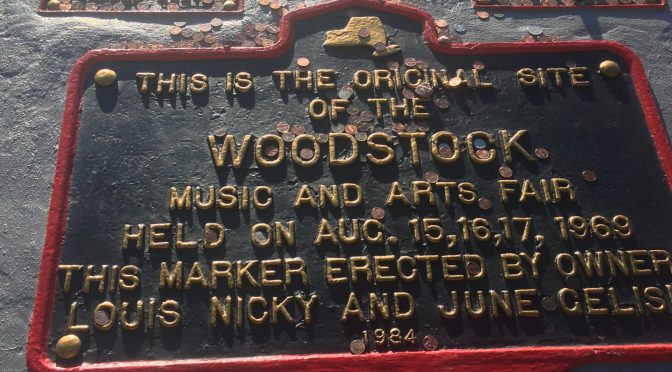 THIS IS THE ORIGINAL SITE
OF THE
WOODSTOCK
MUSIC AND ARTS FAIR
HELD ON AUG. 15,16,17, 1969
THIS MARKER ERECTED BY OWNER
LOUIS NICKY AND JUNE GELISH
1984